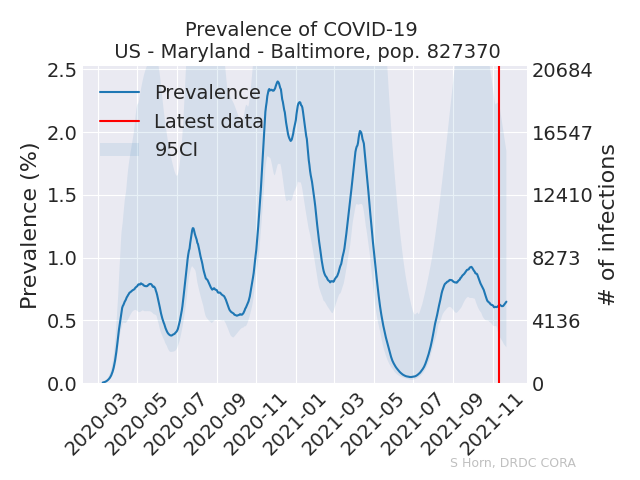 Prevalence of COVID-19
US - Maryland - Baltimore, pop. 827370
Prevalence (%)
2.5
2.0
1.5
1.0
0.5
0.0
Prevalence
Latest data
95CI
20684
16547
12410
8273
4136
0
# of infections
2020-03
2020-05
2020-07
2020-09
2020-11
2021-01
2021-03
2021-05
2021-07
2021-09
2021-11
S Horn, DRDC CORA